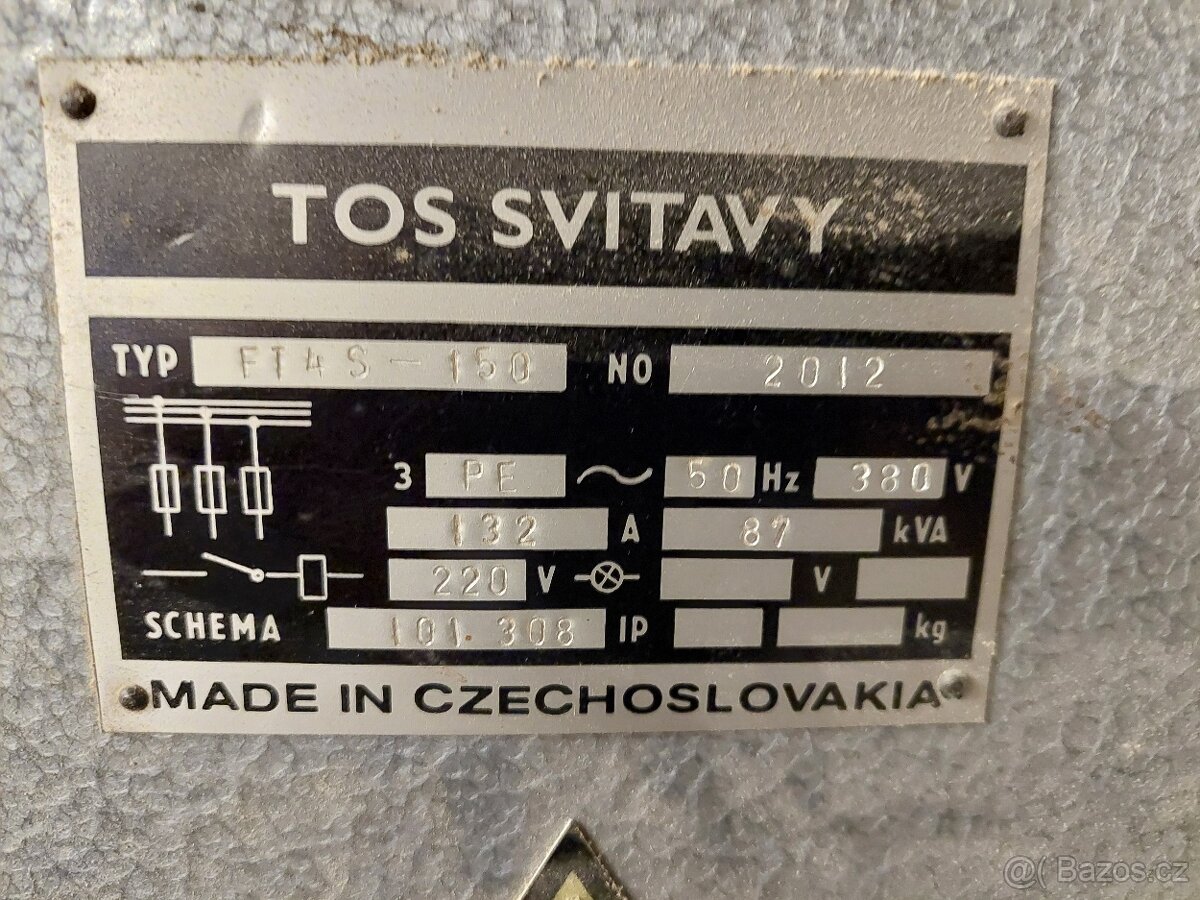 TOS SVITAVY
TYP FT4S-150 NO 2012
3 PE ~ 50 Hz 380 V
132 A 87 kVA
220 V V
SCHEMA 101.308 IP kg
MADE IN CZECHOSLOVAKIA
Bazos.cz